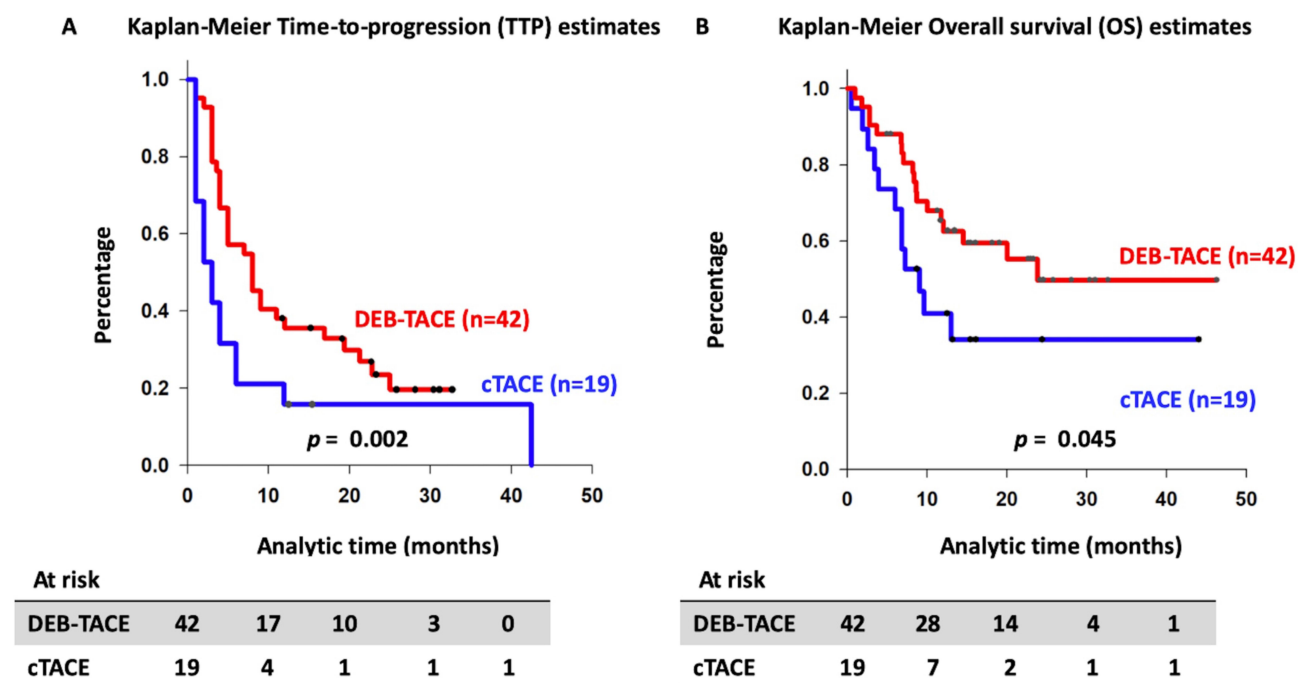 A Kaplan-Meier Time-to-progression (TTP) estimates
1.0
0.8
0.6
0.4
0.2
0.0
Percentage
DEB-TACE (n=42)
cTACE (n=19)
p = 0.002
0 10 20 30 40 50
Analytic time (months)
At risk
DEB-TACE 42 17 10 3 0
cTACE 19 4 1 1 1
B Kaplan-Meier Overall survival (OS) estimates
1.0
0.8
0.6
0.4
0.2
0.0
Percentage
DEB-TACE (n=42)
cTACE (n=19)
p = 0.045
0 10 20 30 40 50
Analytic time (months)
At risk
DEB-TACE 42 28 14 4 1
cTACE 19 7 2 1 1